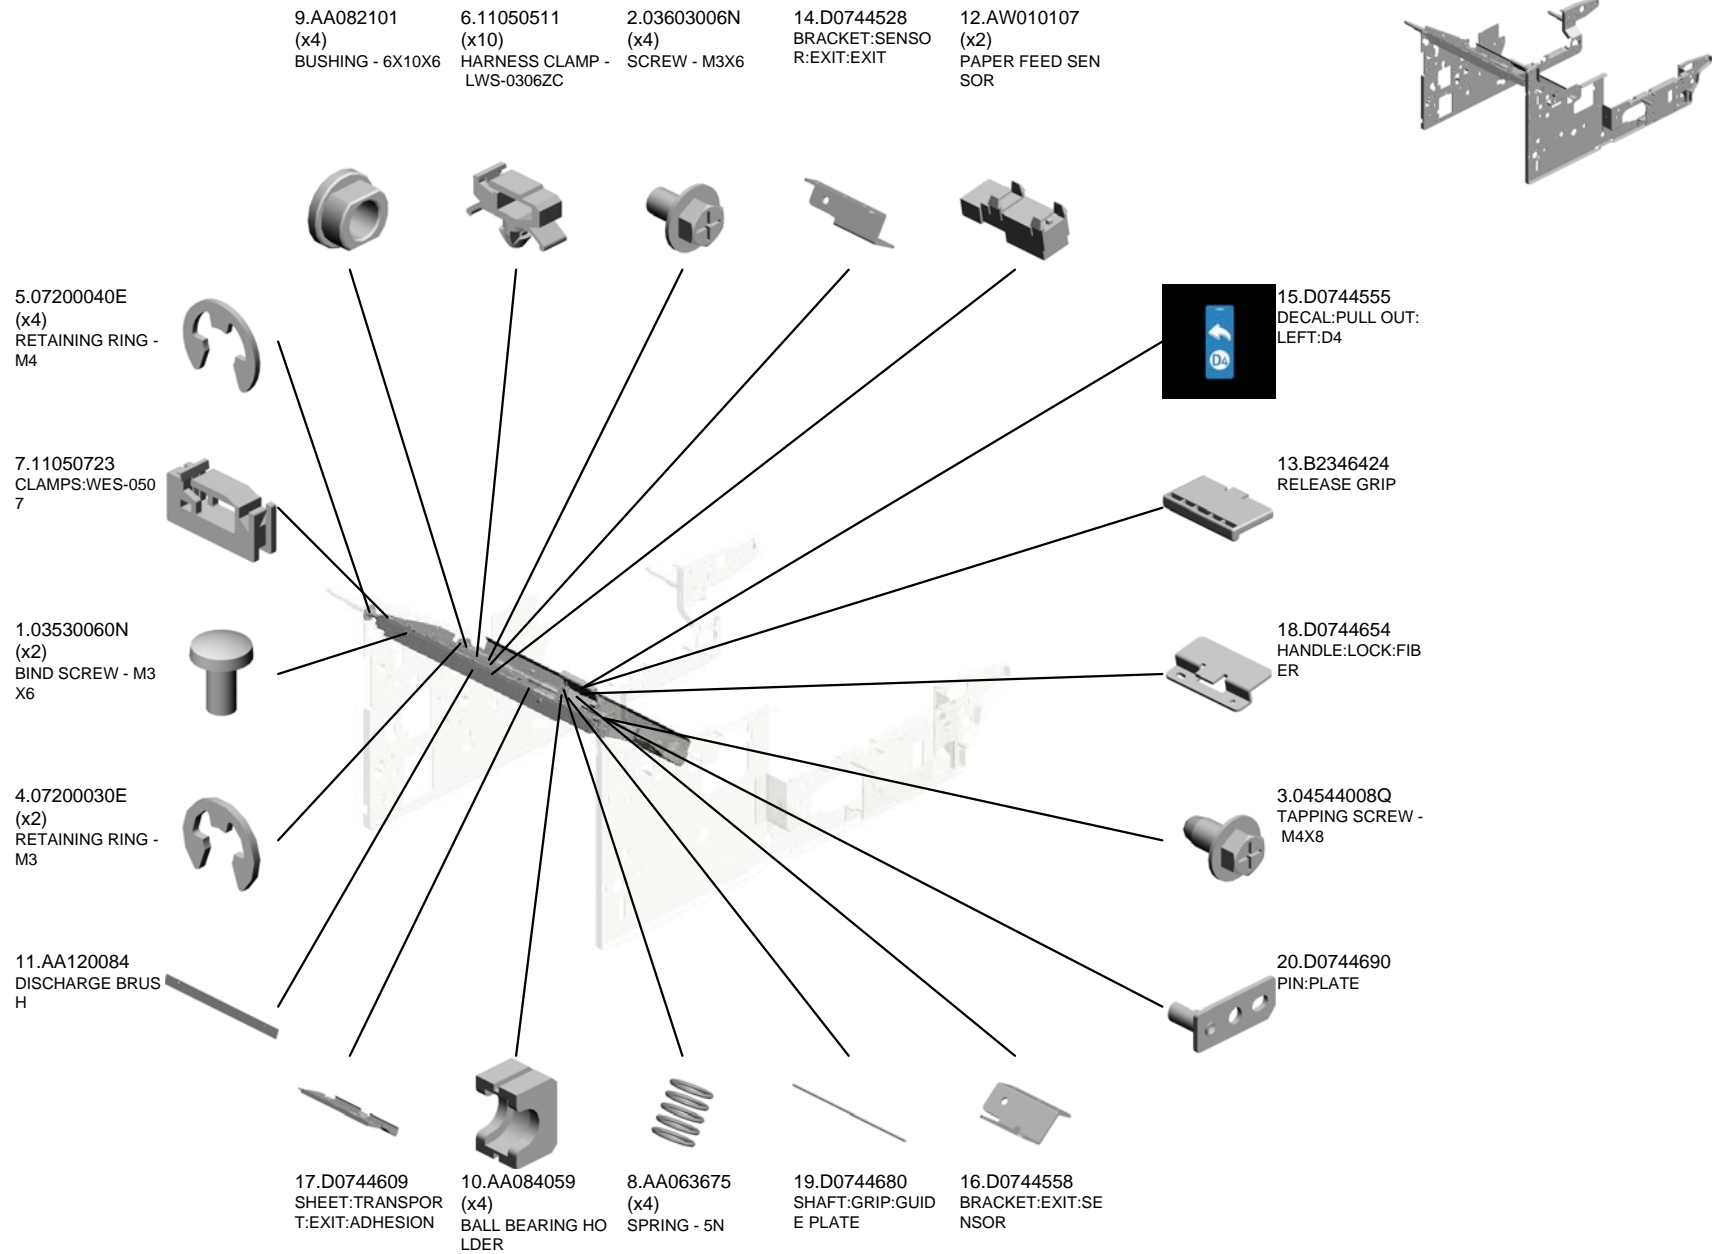 9.AA082101
(x4)
BUSHING - 6X10X6
6.11050511
(x10)
HARNESS CLAMP -
LWS-0306ZC
2.03603006N
(x4)
SCREW - M3X6
14.D0744528
BRACKET:SENSO
R:EXIT:EXIT
12.AW010107
(x2)
PAPER FEED SEN
SOR
5.07200040E
(x4)
RETAINING RING -
M4
15.D0744555
DECAL:PULL OUT:
LEFT:D4
D4
7.11050723
CLAMPS:WES-050
7
13.B2346424
RELEASE GRIP
1.03530060N
(x2)
BIND SCREW - M3
X6
18.D0744654
HANDLE:LOCK:FIB
ER
4.07200030E
(x2)
RETAINING RING -
M3
3.04544008Q
TAPPING SCREW -
M4X8
11.AA120084
DISCHARGE BRUS
H
20.D0744690
PIN:PLATE
17.D0744609
SHEET:TRANSPOR
T:EXIT:ADHESION
10.AA084059
(x4)
BALL BEARING HO
LDER
8.AA063675
(x4)
SPRING - 5N
19.D0744680
SHAFT:GRIP:GUID
E PLATE
16.D0744558
BRACKET:EXIT:SE
NSOR